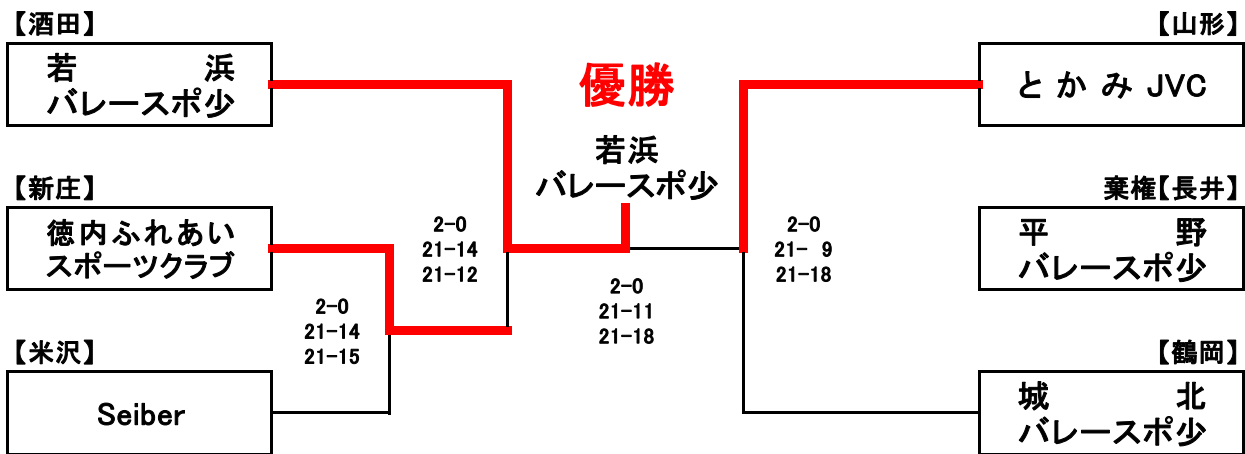 【酒田】
若浜
バレースポ少
【新庄】
徳内ふれあい
スポーツクラブ
【米沢】
Seiber
2-0
21-14
21-15
2-0
21-14
21-12
優勝
若浜
バレースポ少
2-0
21-11
21-18
2-0
21- 9
21-18
【山形】
とかみ JVC
棄権【長井】
平野
バレースポ少
【鶴岡】
城北
バレースポ少